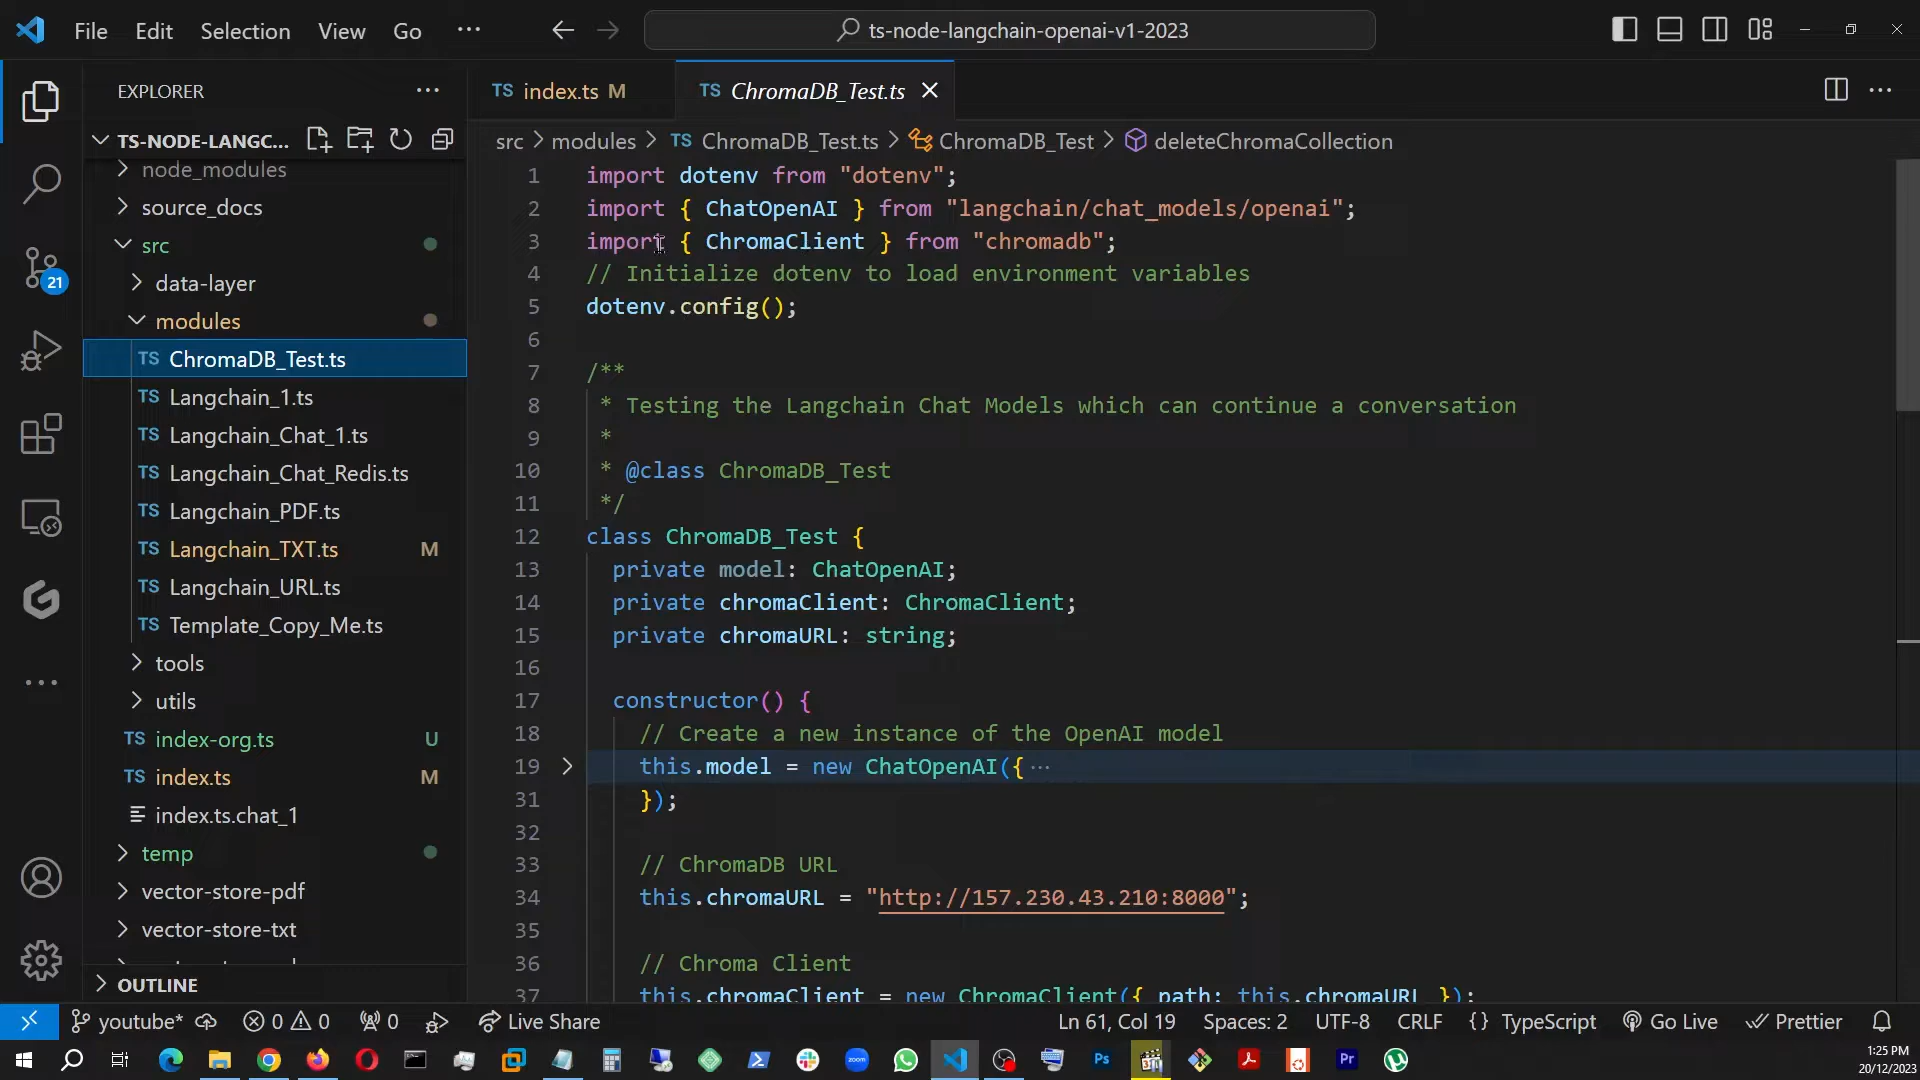 File Edit Selection View Go ts-node-langchain-openai-v1-2023
EXPLORER
TS index.ts M TS ChromaDB_Test.ts
TS-NODE-LANGC...
src > modules > TS ChromaDB_Test.ts > ChromaDB_Test > deleteChromaCollection
node_modules
source_docs
src
data-layer
modules
TS ChromaDB_Test.ts
TS Langchain_1.ts
TS Langchain_Chat_1.ts
TS Langchain_Chat_Redis.ts
TS Langchain_PDF.ts
TS Langchain_TXT.ts M
TS Langchain_URL.ts
TS Template_Copy_Me.ts
tools
utils
TS index-org.ts U
TS index.ts M
index.ts.chat_1
temp
vector-store-pdf
vector-store-txt
OUTLINE
21
1 import dotenv from "dotenv";
2 import { ChatOpenAI } from "langchain/chat_models/openai";
3 import { ChromaClient } from "chromadb";
4 // Initialize dotenv to load environment variables
5 dotenv.config();
6
7 /**
8 * Testing the Langchain Chat Models which can continue a conversation
9 *
10 * @class ChromaDB_Test
11 */
12 class ChromaDB_Test {
13 private model: ChatOpenAI;
14 private chromaClient: ChromaClient;
15 private chromaURL: string;
16
17 constructor() {
18 // Create a new instance of the OpenAI model
19 this.model = new ChatOpenAI({ ...
31 });
32
33 // ChromaDB URL
34 this.chromaURL = "http://157.230.43.210:8000";
35
36 // Chroma Client
37 this.chromaClient = new ChromaClient({ path: this.chromaURL });
youtube* 0 0 0 Live Share Ln 61, Col 19 Spaces: 2 UTF-8 CRLF {} TypeScript Go Live Prettier
zoom Ps Pr
1:25 PM
20/12/2023